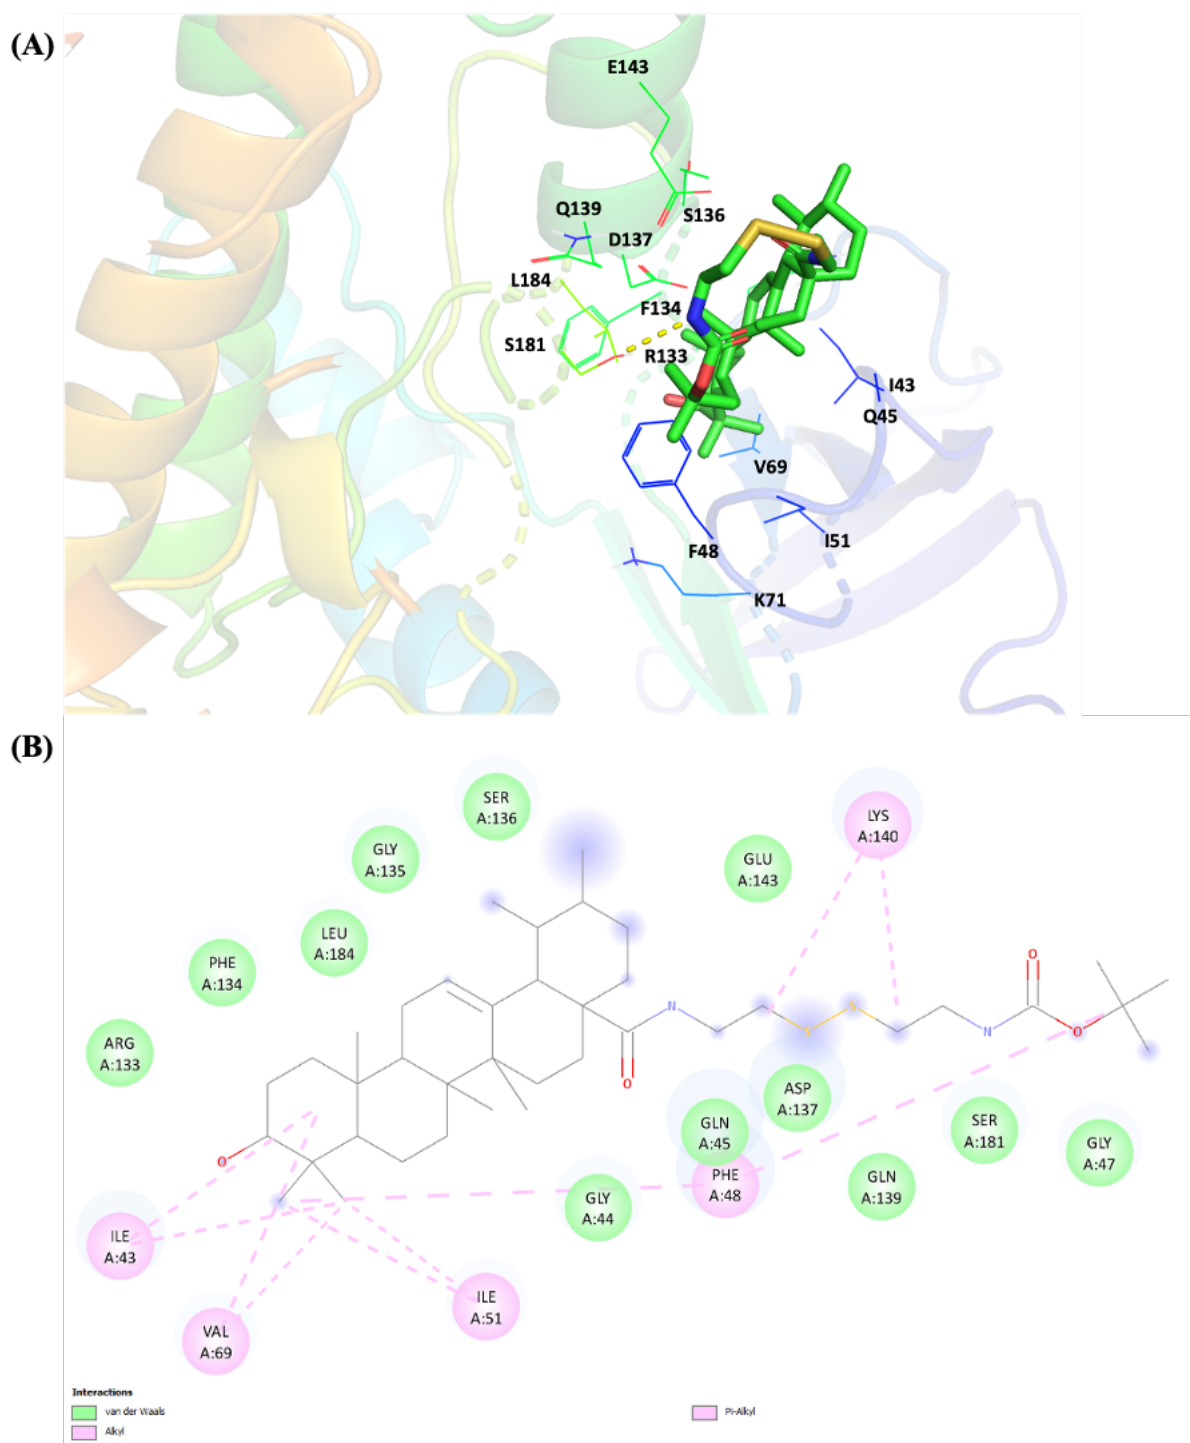 (A)
E143
Q139
S136
D137
L184
F134
S181
R133
I43
Q45
V69
F48
I51
K71
(B)
SER
A:136
LYS
A:140
GLY
A:135
GLU
A:143
LEU
A:184
PHE
A:134
O
N
S
S
N
O
ARG
A:133
O
ASP
A:137
GLN
A:45
SER
A:181
GLY
A:47
O
PHE
A:48
GLN
A:139
GLY
A:44
ILE
A:43
ILE
A:51
VAL
A:69
Interactions
van der Waals
Alkyl
Pi-Alkyl